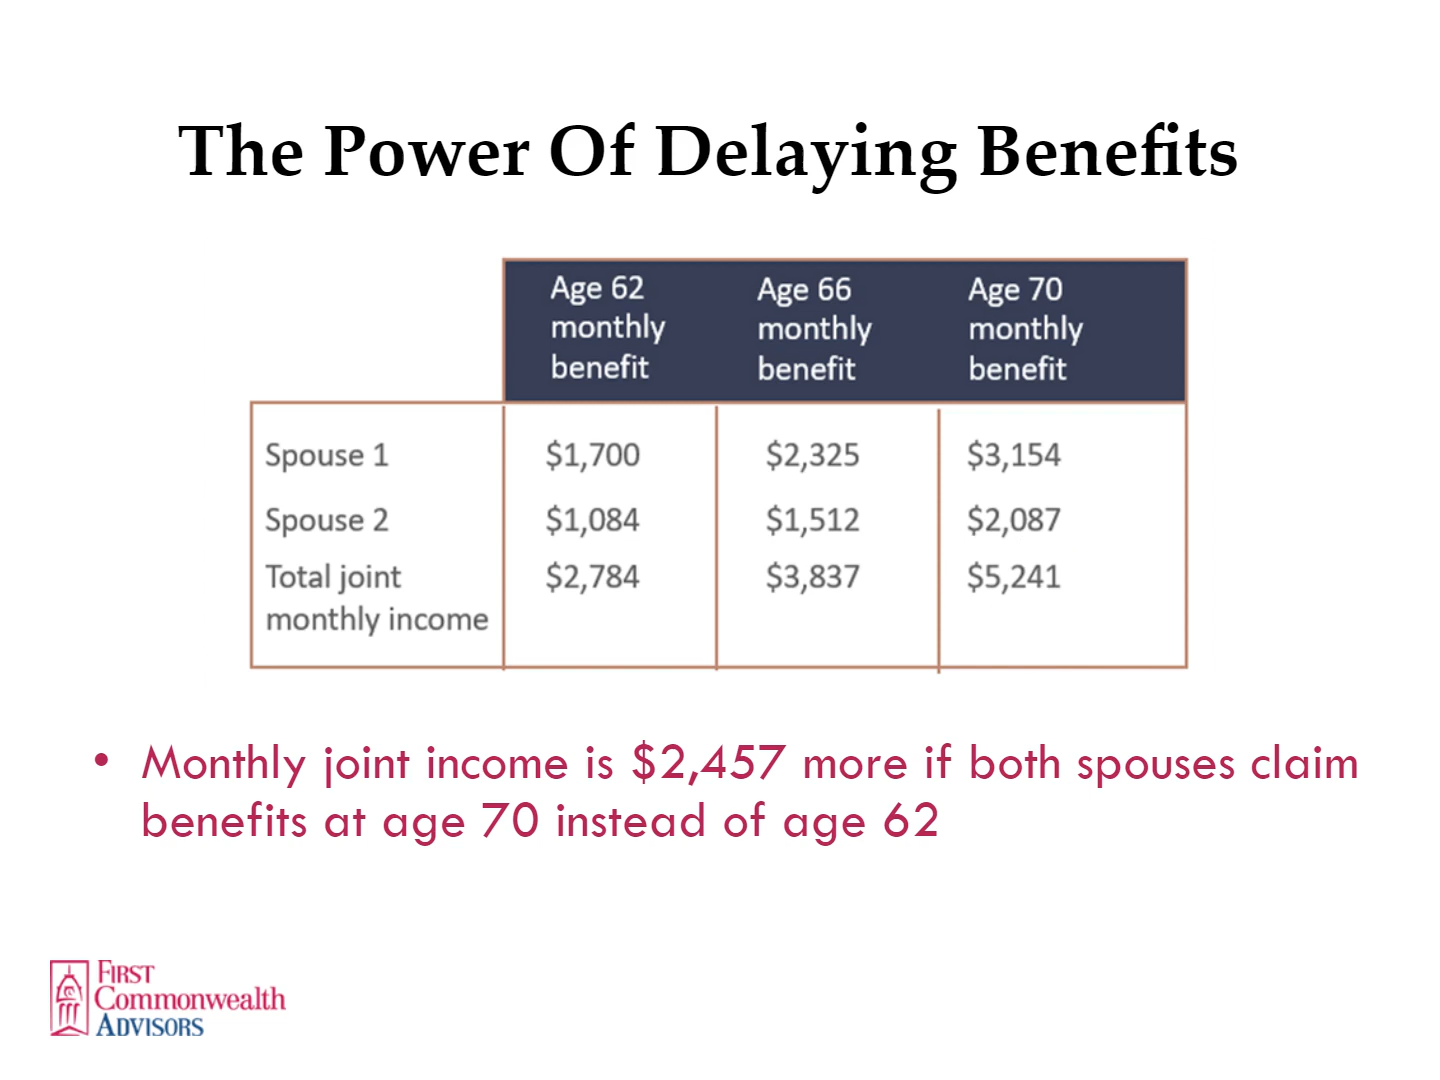 The Power Of Delaying Benefits
Age 62 monthly benefit
Age 66 monthly benefit
Age 70 monthly benefit
Spouse 1 $1,700 $2,325 $3,154
Spouse 2 $1,084 $1,512 $2,087
Total joint monthly income $2,784 $3,837 $5,241
• Monthly joint income is $2,457 more if both spouses claim
benefits at age 70 instead of age 62
FIRST
COMMONWEALTH
ADVISORS